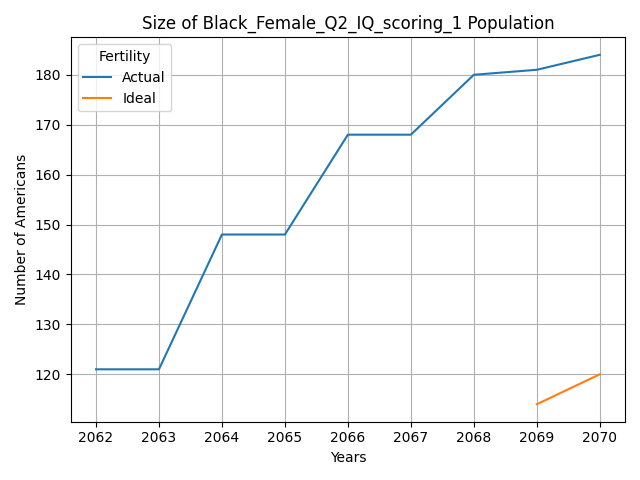 Size of Black_Female_Q2_IQ_scoring_1 Population
Fertility
Actual
Ideal
Number of Americans
180
170
160
150
140
130
120
2062 2063 2064 2065 2066 2067 2068 2069 2070
Years